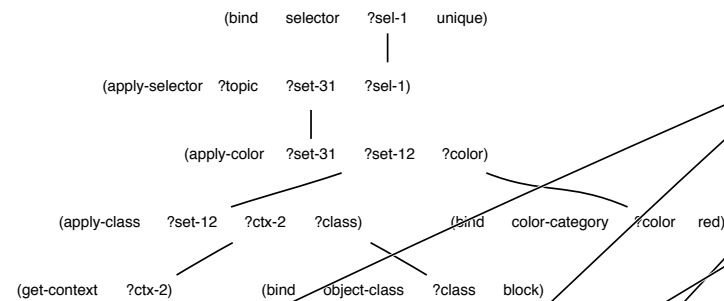 (bind selector ?sel-1 unique)
(apply-selector ?topic ?set-31 ?sel-1)
(apply-color ?set-31 ?set-12 ?color)
(apply-class ?set-12 ?ctx-2 ?class) (bind color-category ?color red)
(get-context ?ctx-2) (bind object-class ?class block)